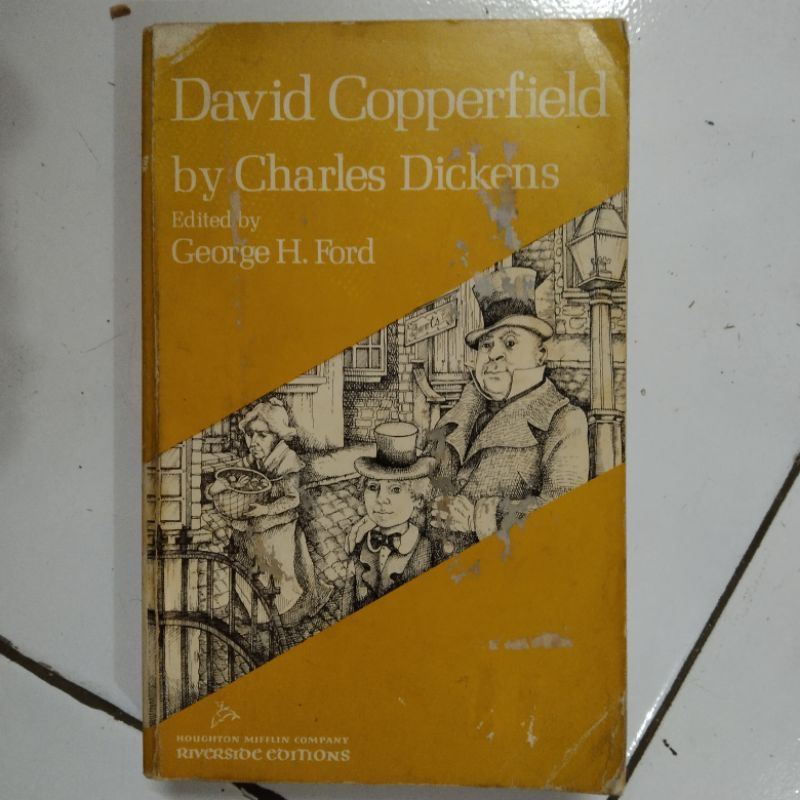 David Copperfield
by Charles Dickens
Edited by
George H. Ford
HOUGHTON MIFFLIN COMPANY
RIVERSIDE EDITIONS